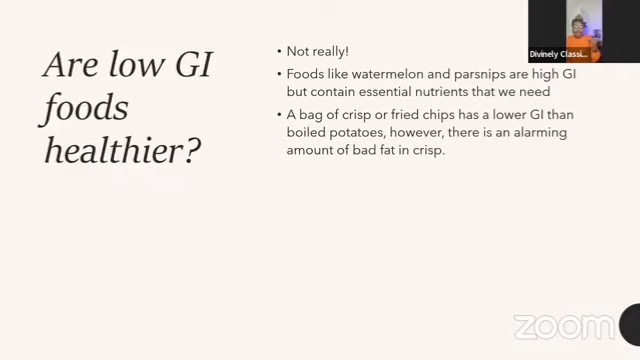 Are low GI
foods
healthier?
• Not really!
• Foods like watermelon and parsnips are high GI
but contain essential nutrients that we need
• A bag of crisp or fried chips has a lower GI than
boiled potatoes, however, there is an alarming
amount of bad fat in crisp.
Divinely Classi...
zoom